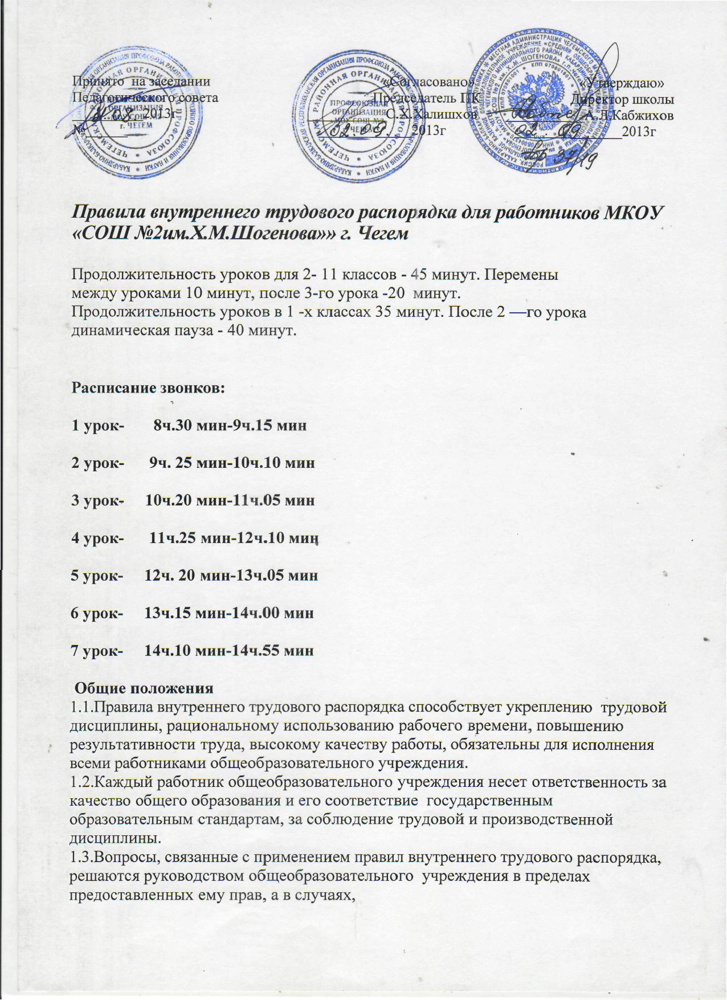 Принято на заседании
Педагогического совета
2013г
№
«Согласовано»
Председатель ПК
С.Х.Халишхов
02.09. 2013г
«Утверждаю»
Директор школы
А.Д.Кабжихов
02. 09 2013г
пр 37/19
ПРОФСОЮЗНАЯ
ОРГАНИЗАЦИЯ
«МОУ СОШ №2»
г. ЧЕГЕМ
Правила внутреннего трудового распорядка для работников МКОУ
«СОШ №2им.Х.М.Шогенова»» г. Чегем
Продолжительность уроков для 2- 11 классов - 45 минут. Перемены
между уроками 10 минут, после 3-го урока -20 минут.
Продолжительность уроков в 1 -х классах 35 минут. После 2 —го урока
динамическая пауза - 40 минут.
Расписание звонков:
1 урок- 8ч.30 мин-9ч.15 мин
2 урок- 9ч. 25 мин-10ч.10 мин
3 урок- 10ч.20 мин-11ч.05 мин
4 урок- 11ч.25 мин-12ч.10 мин
5 урок- 12ч. 20 мин-13ч.05 мин
6 урок- 13ч.15 мин-14ч.00 мин
7 урок- 14ч.10 мин-14ч.55 мин
Общие положения
1.1.Правила внутреннего трудового распорядка способствует укреплению трудовой
дисциплины, рациональному использованию рабочего времени, повышению
результативности труда, высокому качеству работы, обязательны для исполнения
всеми работниками общеобразовательного учреждения.
1.2.Каждый работник общеобразовательного учреждения несет ответственность за
качество общего образования и его соответствие государственным
образовательным стандартам, за соблюдение трудовой и производственной
дисциплины.
1.3.Вопросы, связанные с применением правил внутреннего трудового распорядка,
решаются руководством общеобразовательного учреждения в пределах
предоставленных ему прав, а в случаях,